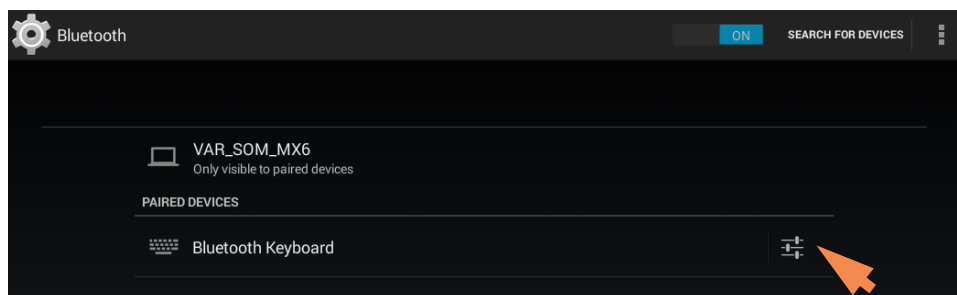 Bluetooth
ON
SEARCH FOR DEVICES
VAR_SOM_MX6
Only visible to paired devices
PAIRED DEVICES
Bluetooth Keyboard